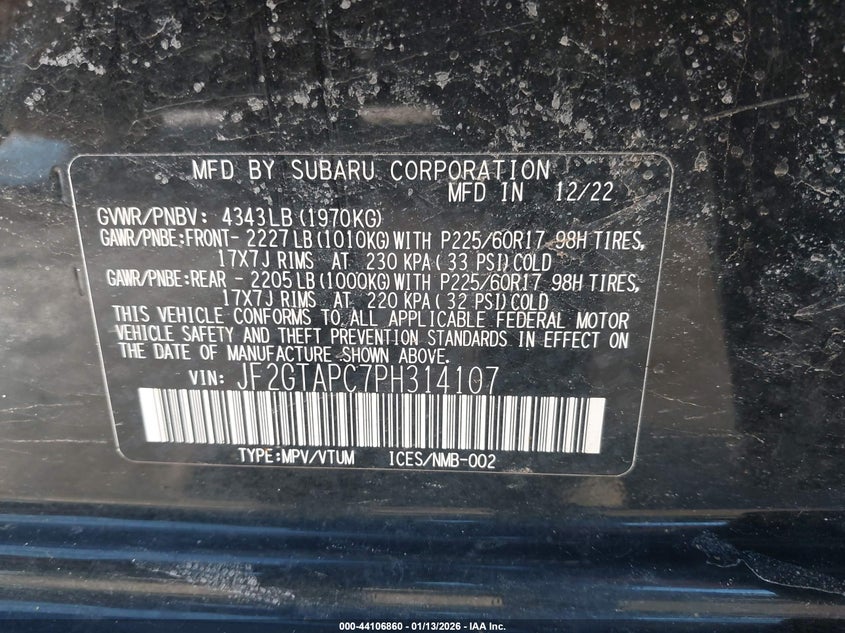 MFD BY SUBARU CORPORATION
MFD IN 12/22
GVWR/PNBV: 4343LB(1970KG)
GAWR/PNBE:FRONT- 2227LB(1010KG)WITH P225/60R17 98H TIRES,
17X7J RIMS AT 230 KPA(33 PSI)COLD
GAWR/PNBE:REAR - 2205LB(1000KG)WITH P225/60R17 98H TIRES,
17X7J RIMS AT 220 KPA(32 PSI)COLD
THIS VEHICLE CONFORMS TO ALL APPLICABLE FEDERAL MOTOR
VEHICLE SAFETY AND THEFT PREVENTION STANDARDS IN EFFECT ON
THE DATE OF MANUFACTURE SHOWN ABOVE.
VIN: JF2GTAPC7PH314107
TYPE:MPV/VTUM ICES/NMB-002
000-44106860 - 01/13/2026 - IAA Inc.